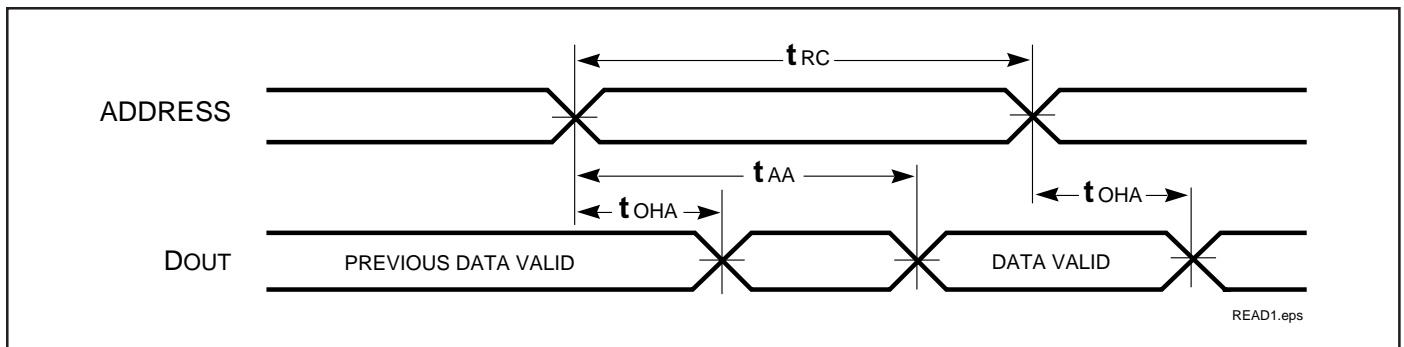 tRC
ADDRESS
tAA
tOHA
tOHA
DOUT
PREVIOUS DATA VALID
DATA VALID
READ1.eps